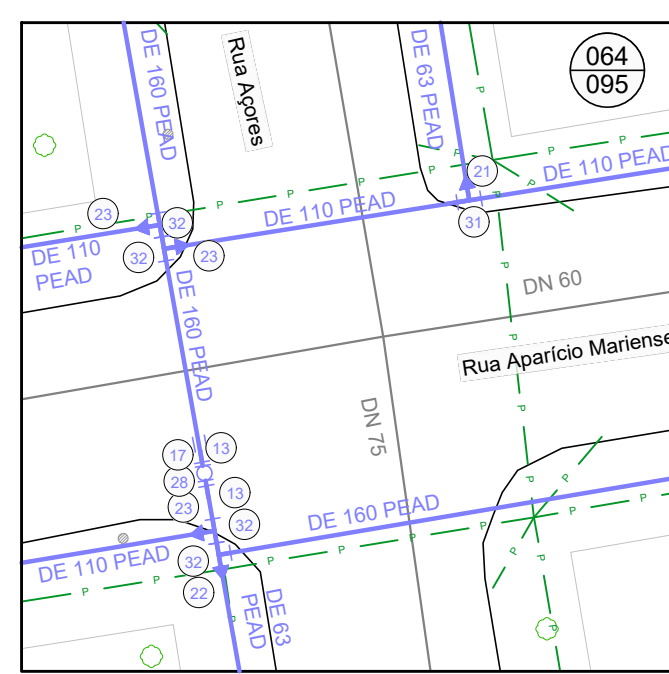 DE 160 PEAD
Rua Açores
DE 63 PEAD
064
095
P
P
P
P
P
21
DE 110 PEAD
23
32
DE 110 PEAD
31
P
P
P
P
DE 110
PEAD
32
23
P
DN 60
DE 160 PEAD
Rua Aparício Mariense
P
DN 75
17
13
28
13
23
DE 160 PEAD
32
P
P
P
P
DE 110 PEAD
32
P
P
P
P
22
P
DE 63
PEAD
P
P